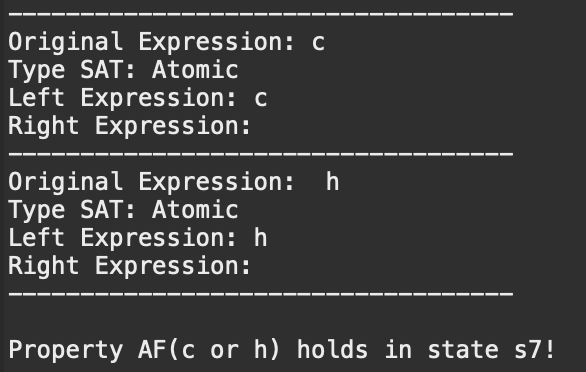 -----------------------------------
Original Expression: c
Type SAT: Atomic
Left Expression: c
Right Expression:
-----------------------------------
Original Expression:  h
Type SAT: Atomic
Left Expression: h
Right Expression:
-----------------------------------
Property AF(c or h) holds in state s7!